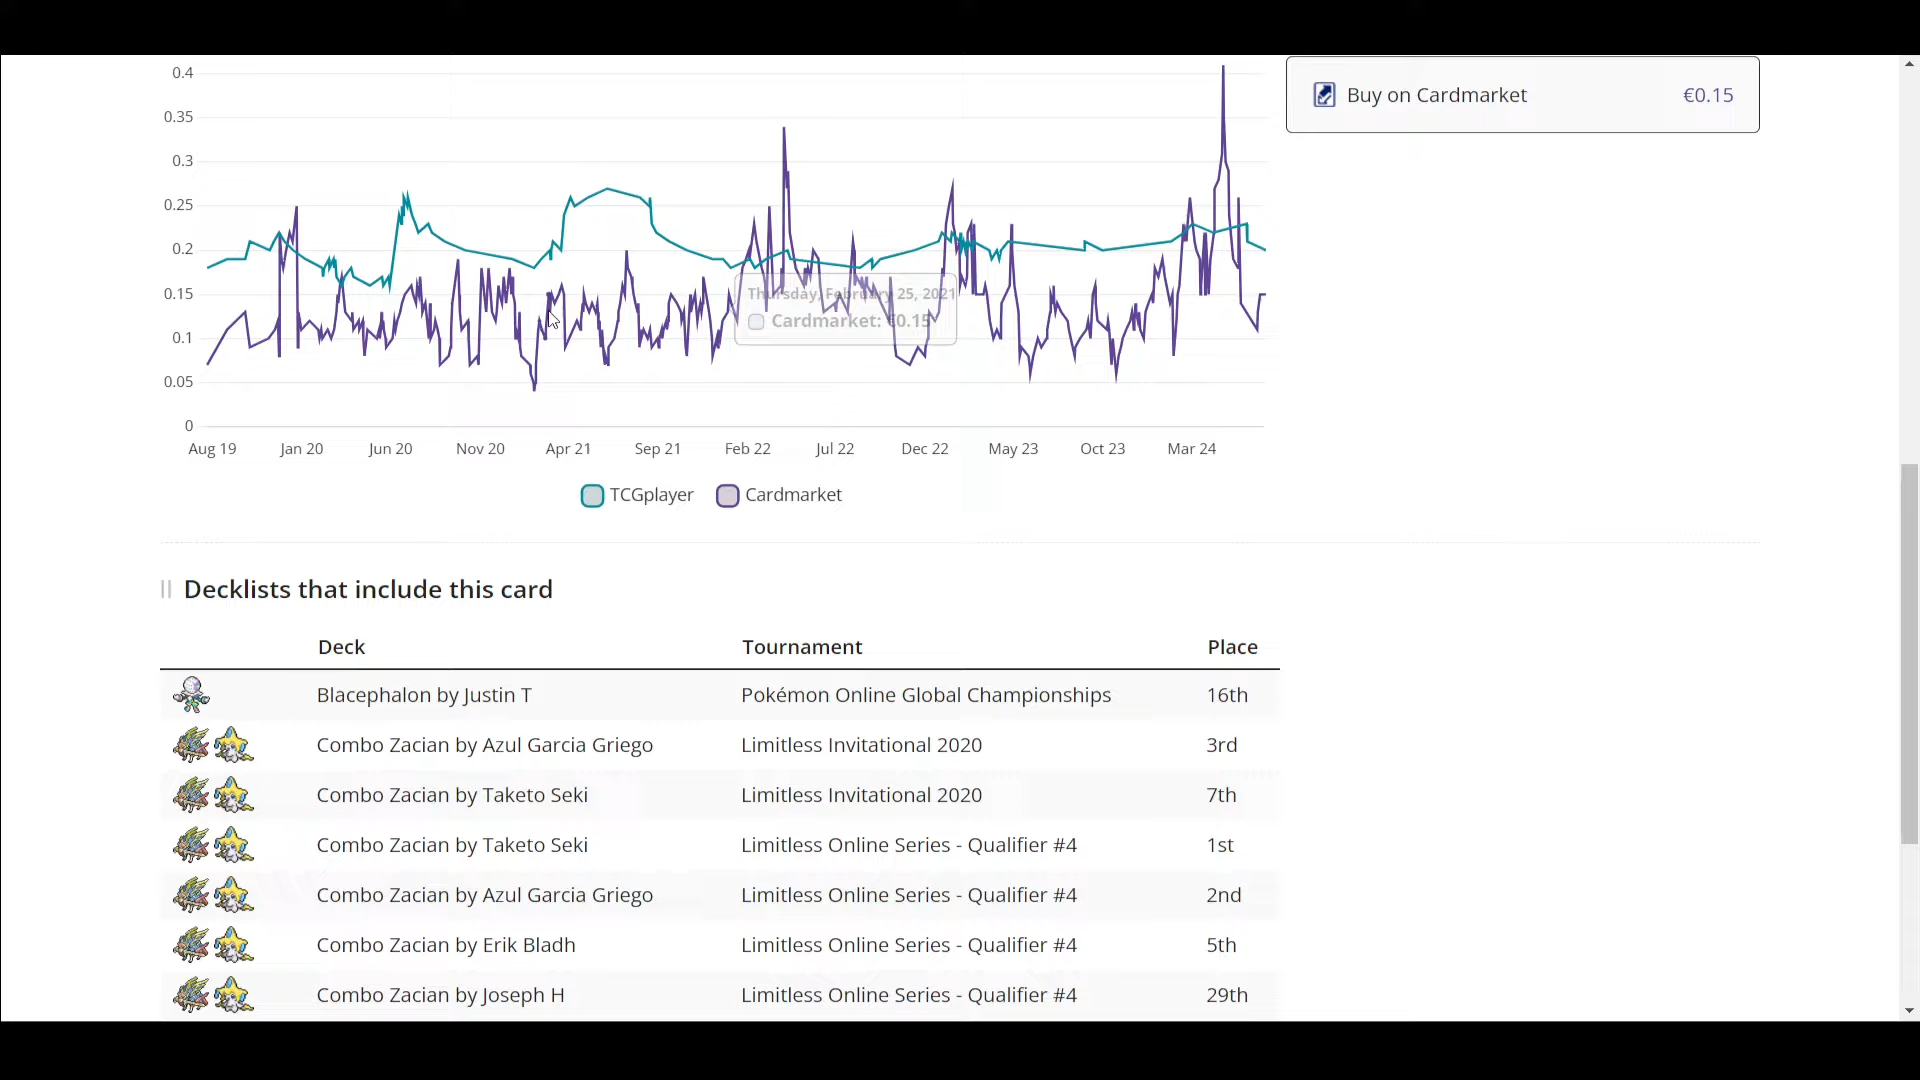 0.4
Buy on Cardmarket €0.15
0.35
0.3
0.25
0.2
0.15
Thursday, February 25, 2021
Cardmarket: €0.15
0.1
0.05
0
Aug 19 Jan 20 Jun 20 Nov 20 Apr 21 Sep 21 Feb 22 Jul 22 Dec 22 May 23 Oct 23 Mar 24
TCGplayer Cardmarket
Decklists that include this card
Deck Tournament Place
Blacephalon by Justin T Pokémon Online Global Championships 16th
Combo Zacian by Azul Garcia Griego Limitless Invitational 2020 3rd
Combo Zacian by Taketo Seki Limitless Invitational 2020 7th
Combo Zacian by Taketo Seki Limitless Online Series - Qualifier #4 1st
Combo Zacian by Azul Garcia Griego Limitless Online Series - Qualifier #4 2nd
Combo Zacian by Erik Bladh Limitless Online Series - Qualifier #4 5th
Combo Zacian by Joseph H Limitless Online Series - Qualifier #4 29th